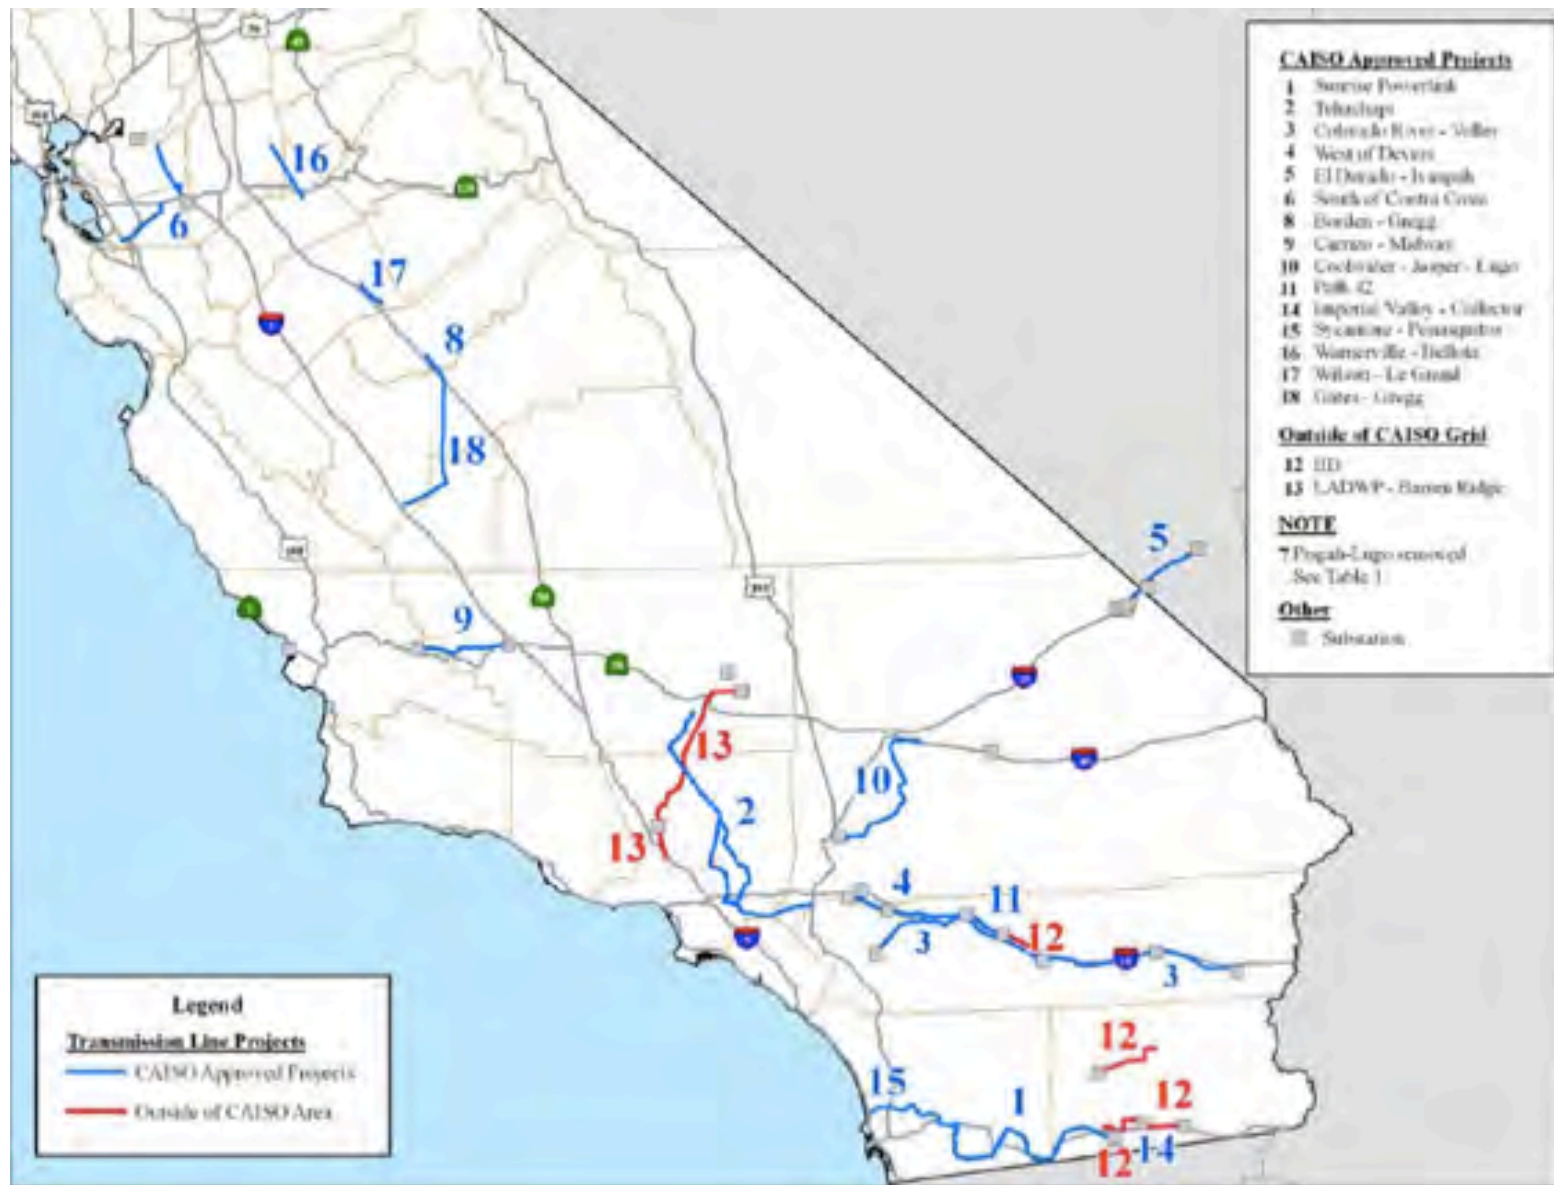 CAISO Approved Projects
1 Sunrise Powerlink
2 Tehachapi
3 Colorado River - Valley
4 West of Devers
5 El Dorado - Ivanpah
6 South of Contra Costa
8 Borden - Gregg
9 Carrizo - Midway
10 Coolwater - Jasper - Lugo
11 Path 42
14 Imperial Valley - Collector
15 Sycamore - Penasquitos
16 Warnerville - Bellota
17 Wilson - Le Grand
18 Gates - Gregg
Outside of CAISO Grid
12 IID
13 LADWP - Barren Ridge
NOTE
7 Pisgah-Lugo removed
See Table 1
Other
Substation
16
6
17
8
18
5
9
13
10
2
13
4
11
3
12
3
12
15
1
12
12
14
Legend
Transmission Line Projects
CAISO Approved Projects
Outside of CAISO Area